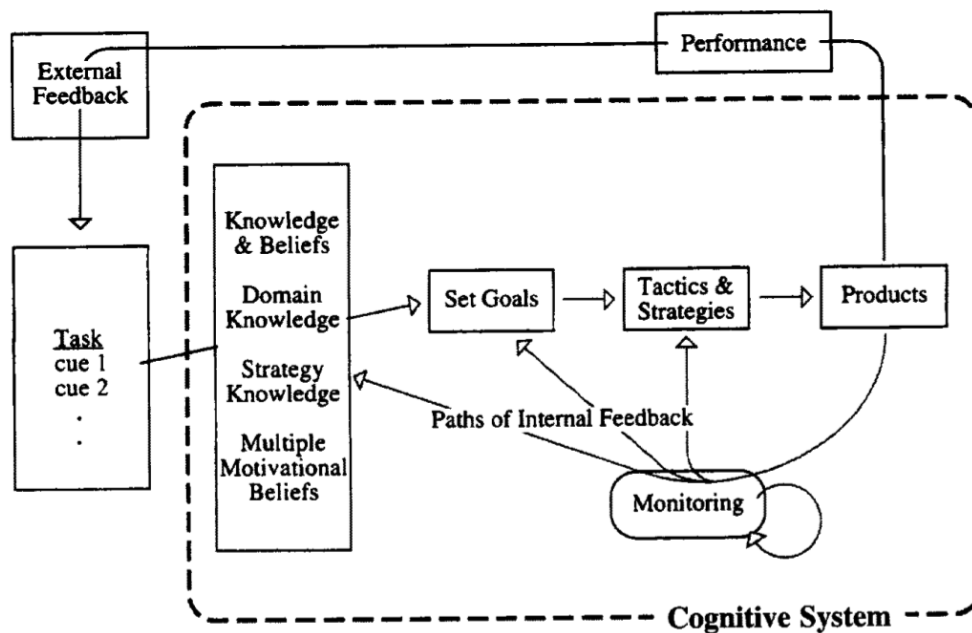 Performance
External
Feedback
Knowledge
& Beliefs
Domain
Knowledge
Strategy
Knowledge
Multiple
Motivational
Beliefs
Task
cue 1
cue 2
.
.
Set Goals
Tactics &
Strategies
Products
Paths of Internal Feedback
Monitoring
Cognitive System